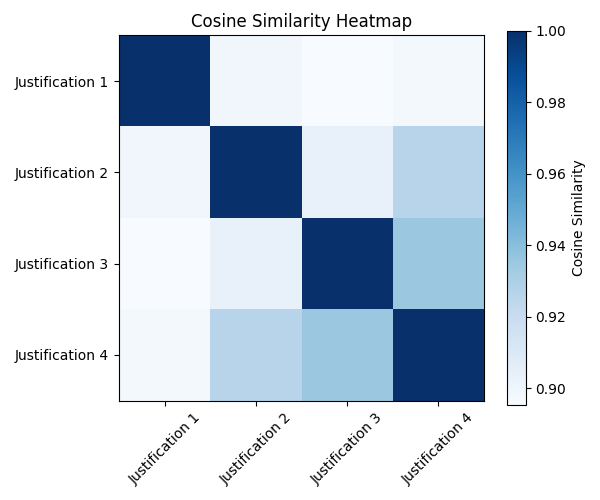 Cosine Similarity Heatmap
Justification 1
Justification 2
Justification 3
Justification 4
Justification 1
Justification 2
Justification 3
Justification 4
1.00
0.98
0.96
0.94
0.92
0.90
Cosine Similarity